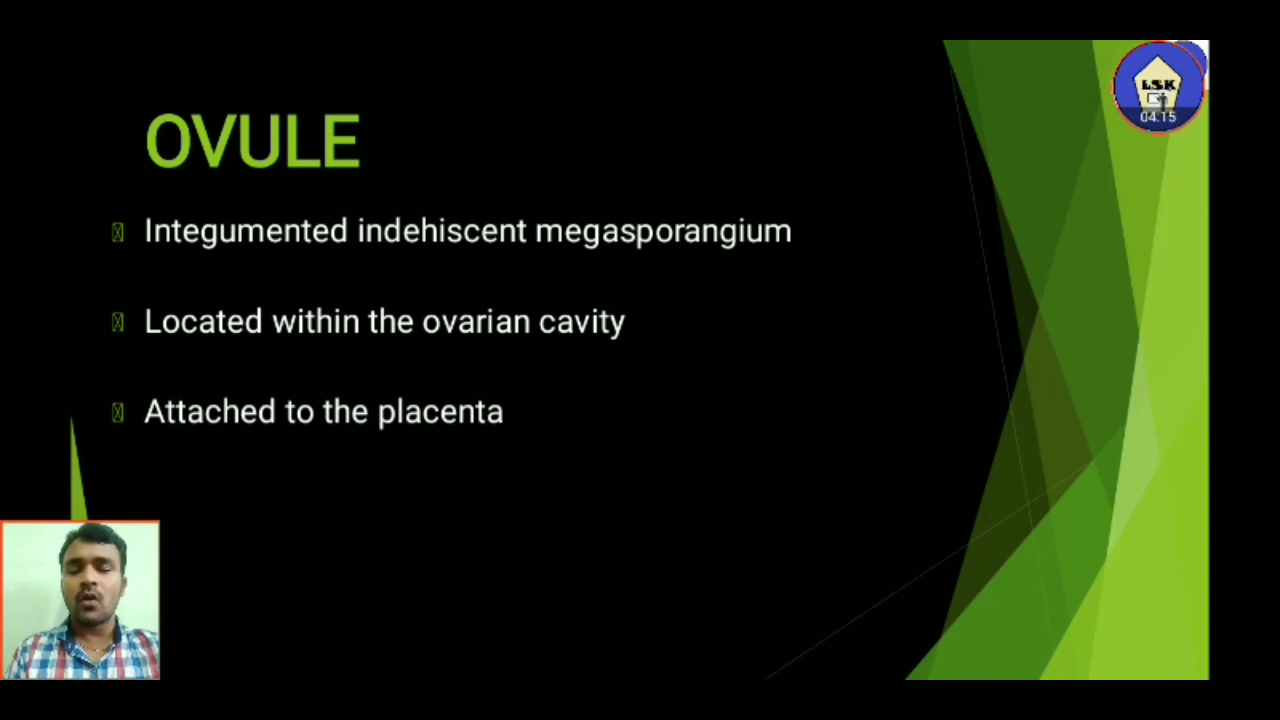 LSK
04:15
OVULE
Integumented indehiscent megasporangium
Located within the ovarian cavity
Attached to the placenta